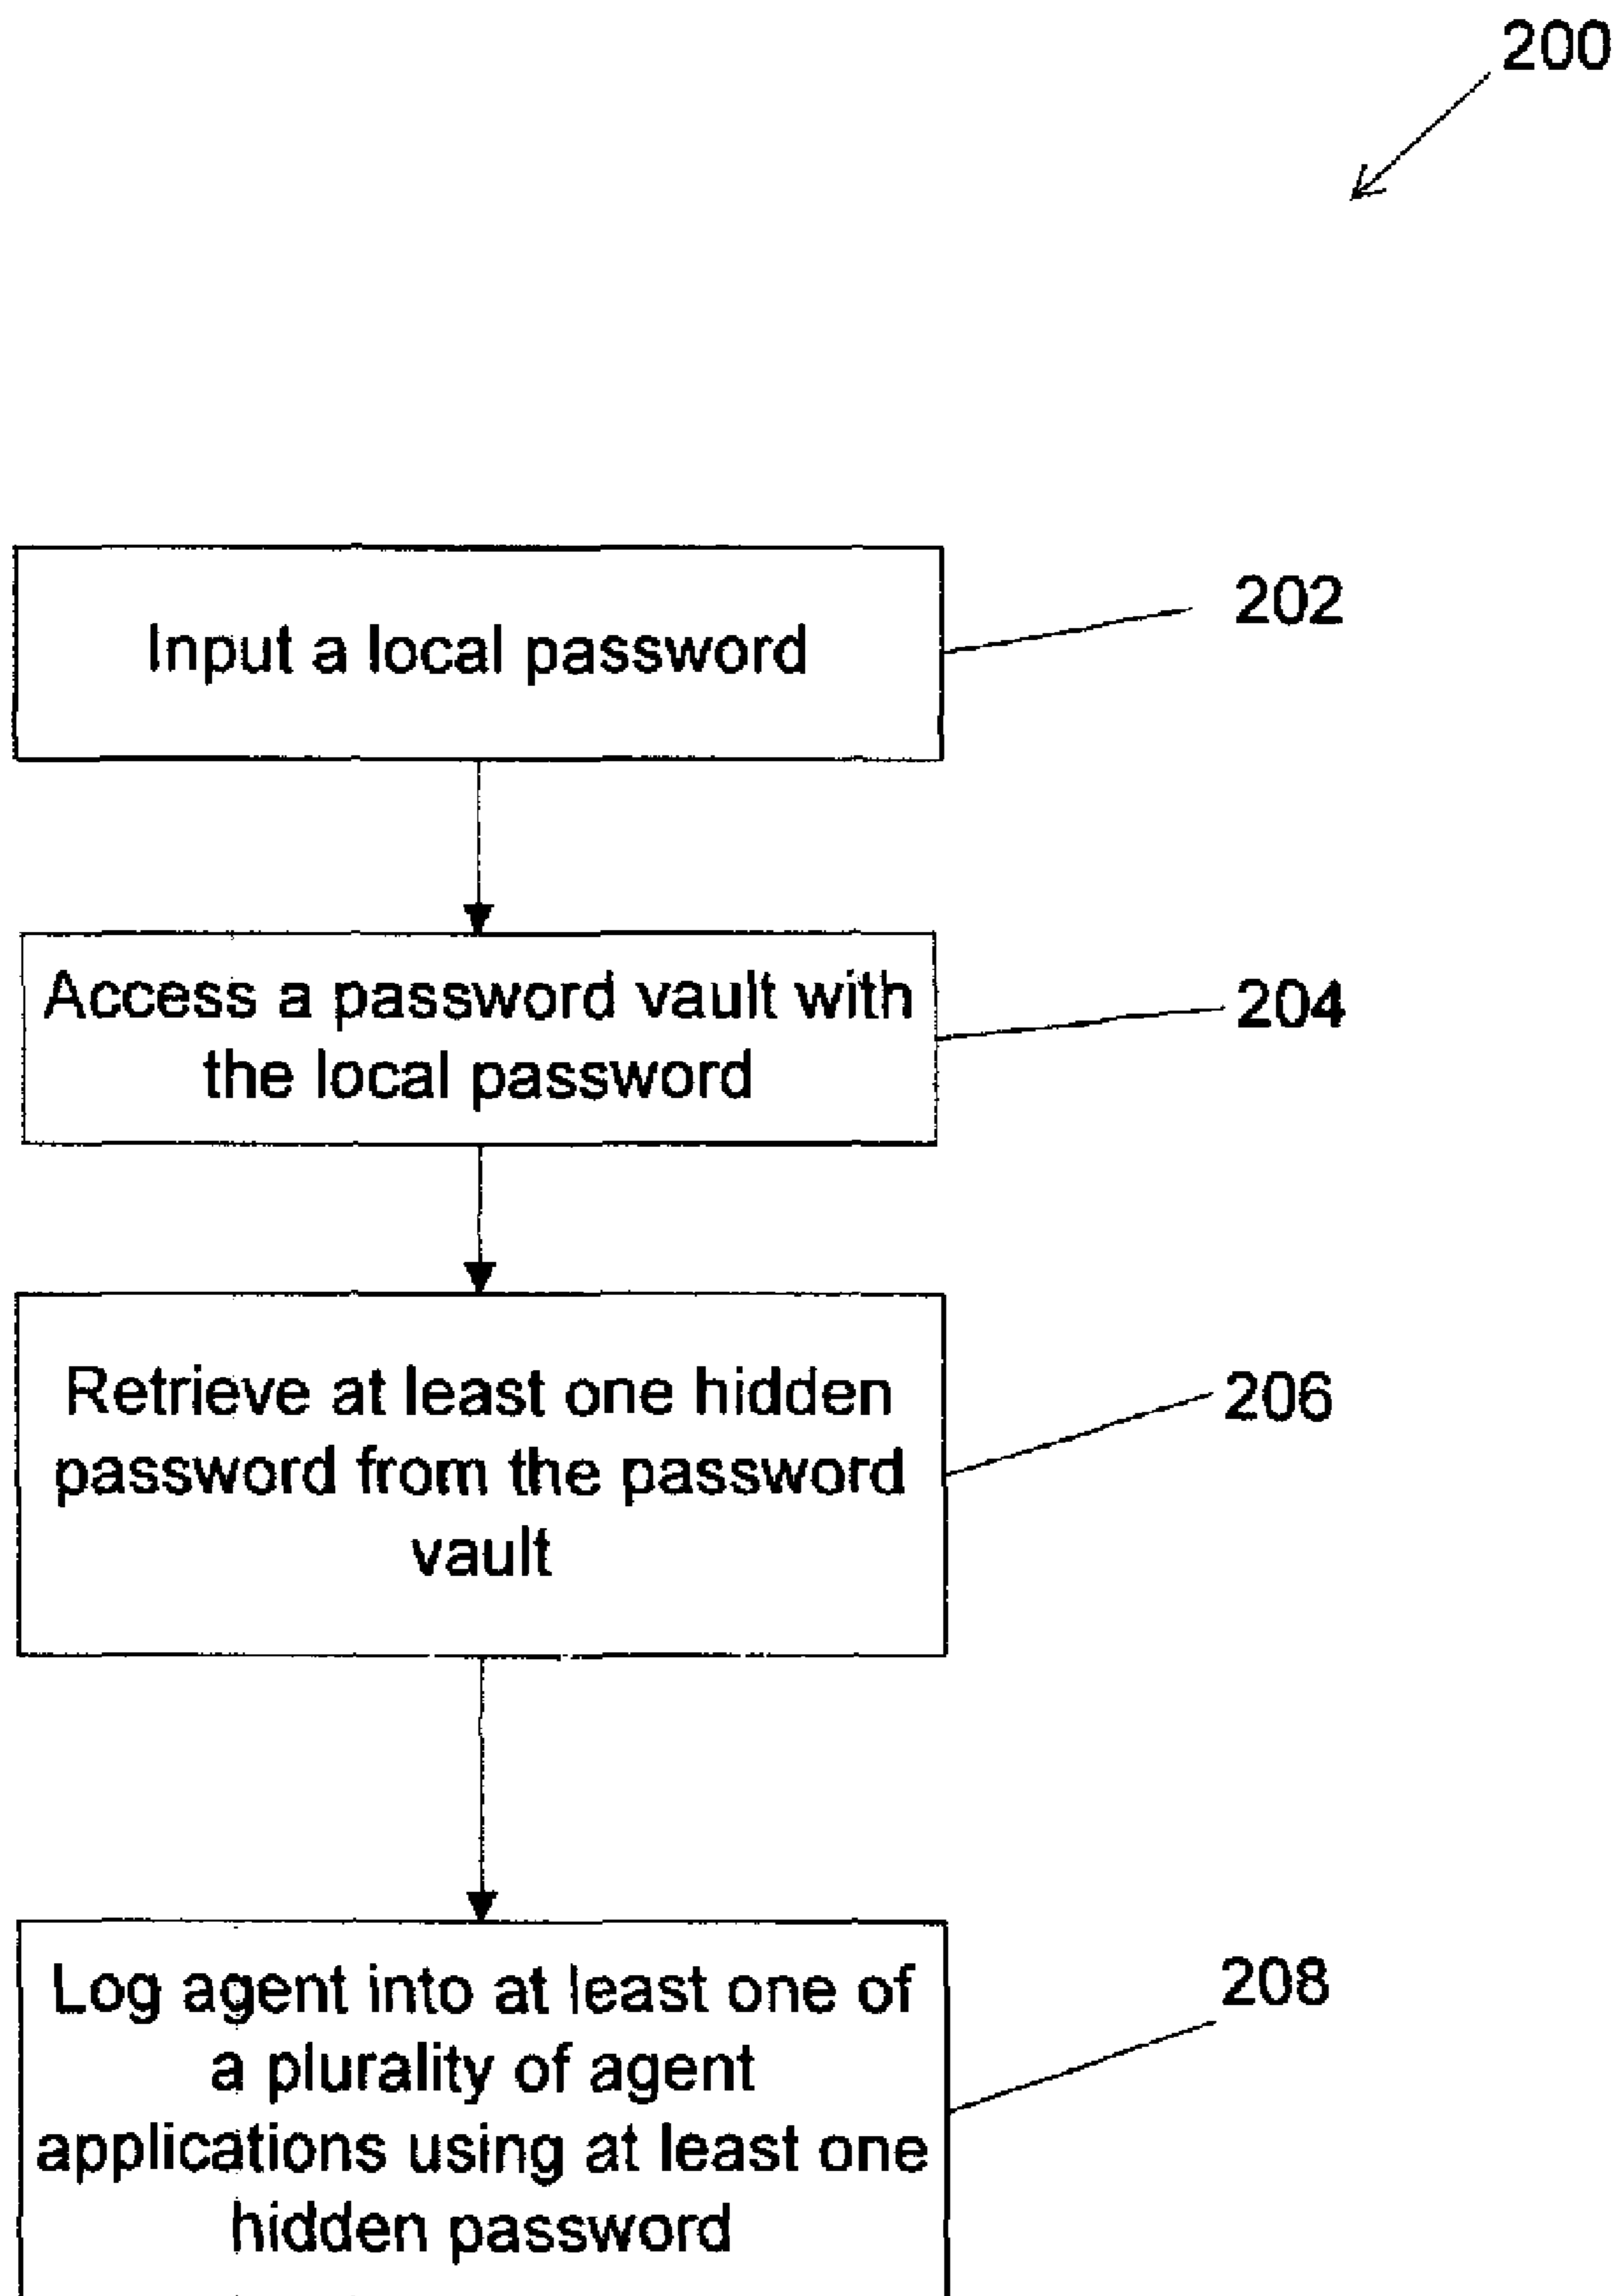 200
Input a local password
202
Access a password vault with
the local password
204
Retrieve at least one hidden
password from the password
vault
206
Log agent into at least one of
a plurality of agent
applications using at least one
hidden password
208